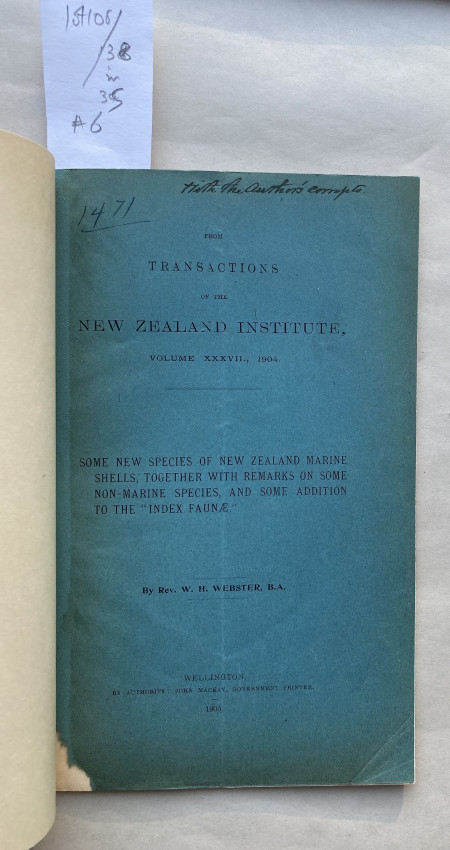 38
in
35
#6
With the Author's compts
1471
FROM
TRANSACTIONS
OF THE
NEW ZEALAND INSTITUTE,
VOLUME XXXVII., 1904.
SOME NEW SPECIES OF NEW ZEALAND MARINE
SHELLS, TOGETHER WITH REMARKS ON SOME
NON-MARINE SPECIES, AND SOME ADDITION
TO THE "INDEX FAUNÆ."
By Rev. W. H. WEBSTER, B.A.
WELLINGTON.
BY AUTHORITY: JOHN MACKAY, GOVERNMENT PRINTER.
1905.